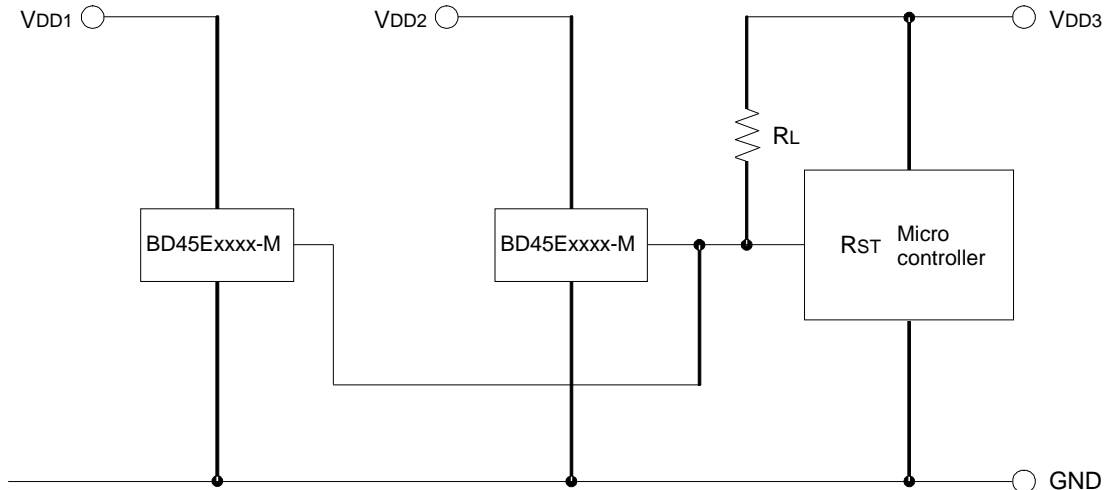 VDD1
VDD2
VDD3
RL
BD45Exxxx-M
BD45Exxxx-M
RST Micro
controller
GND